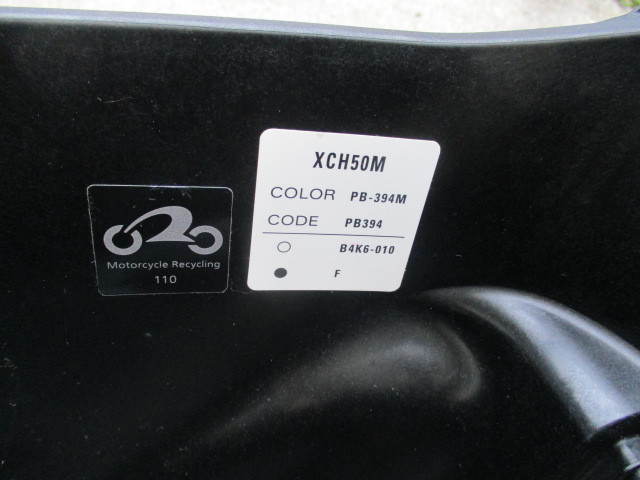 XCH50M
COLOR PB-394M
CODE PB394
B4K6-010
F
Motorcycle Recycling
110